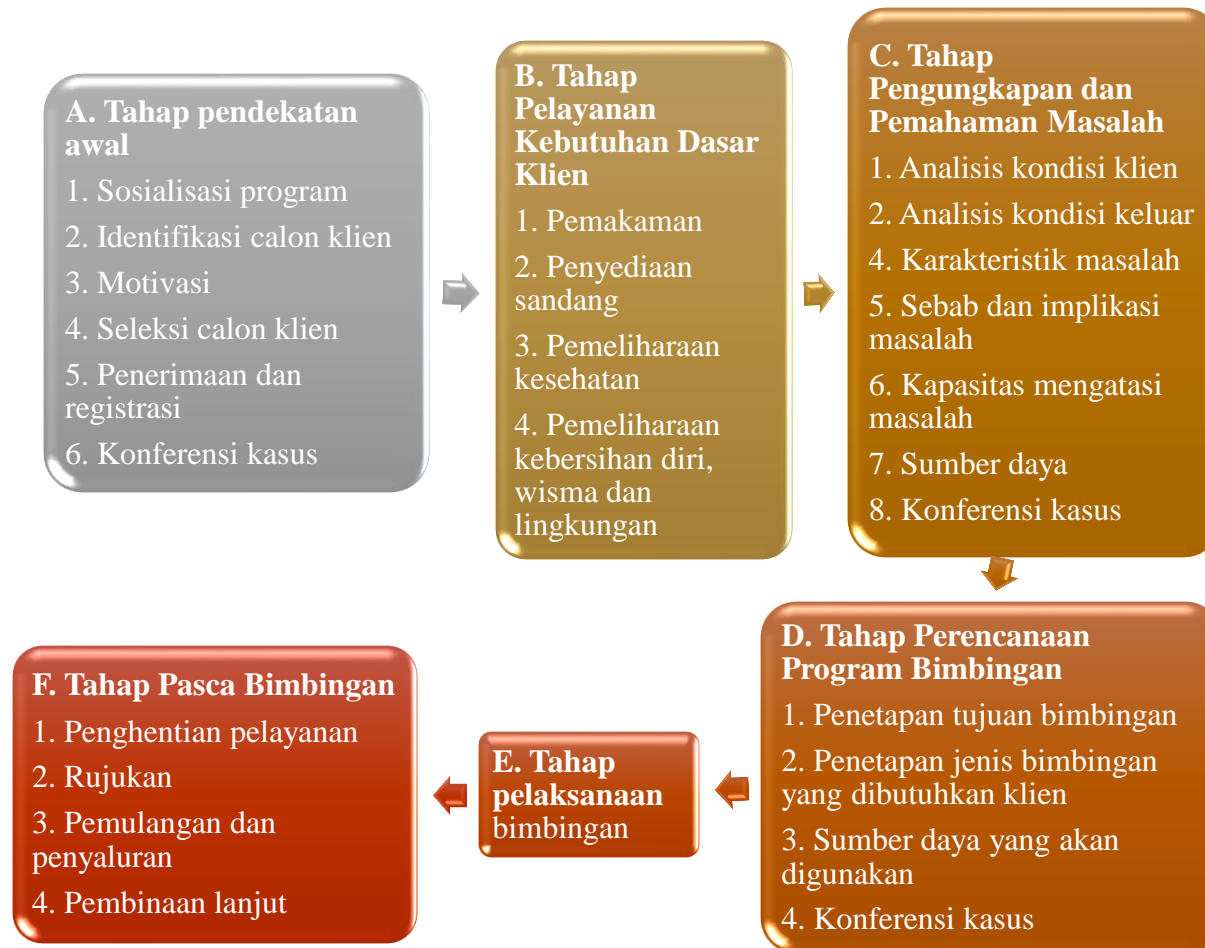 A. Tahap pendekatan
awal
1. Sosialisasi program
2. Identifikasi calon klien
3. Motivasi
4. Seleksi calon klien
5. Penerimaan dan
registrasi
6. Konferensi kasus
B. Tahap
Pelayanan
Kebutuhan Dasar
Klien
1. Pemakaman
2. Penyediaan
sandang
3. Pemeliharaan
kesehatan
4. Pemeliharaan
kebersihan diri,
wisma dan
lingkungan
C. Tahap
Pengungkapan dan
Pemahaman Masalah
1. Analisis kondisi klien
2. Analisis kondisi keluar
4. Karakteristik masalah
5. Sebab dan implikasi
masalah
6. Kapasitas mengatasi
masalah
7. Sumber daya
8. Konferensi kasus
D. Tahap Perencanaan
Program Bimbingan
1. Penetapan tujuan bimbingan
2. Penetapan jenis bimbingan
yang dibutuhkan klien
3. Sumber daya yang akan
digunakan
4. Konferensi kasus
E. Tahap
pelaksanaan
bimbingan
F. Tahap Pasca Bimbingan
1. Penghentian pelayanan
2. Rujukan
3. Pemulangan dan
penyaluran
4. Pembinaan lanjut